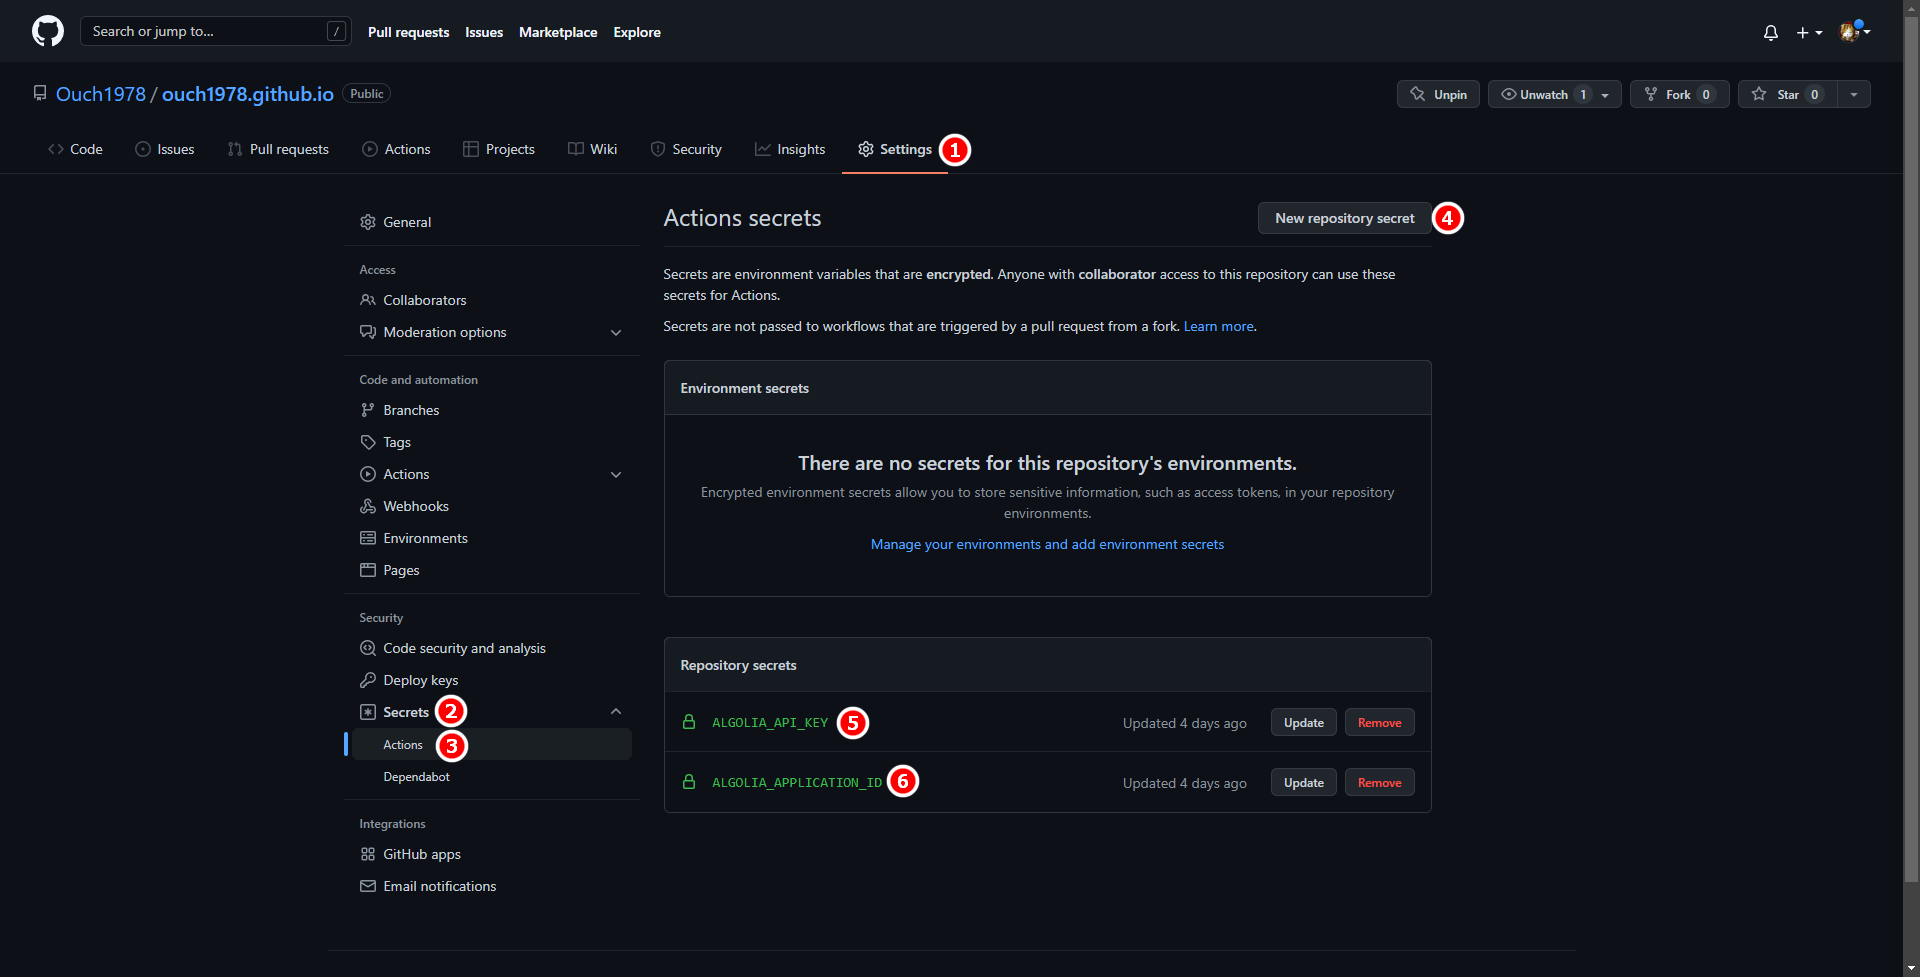 Search or jump to... /
Pull requests Issues Marketplace Explore
Ouch1978 / ouch1978.github.io Public
Unpin Unwatch 1 Fork 0 Star 0
Code Issues Pull requests Actions Projects Wiki Security Insights Settings 1
General
Access
Collaborators
Moderation options
Code and automation
Branches
Tags
Actions
Webhooks
Environments
Pages
Security
Code security and analysis
Deploy keys
Secrets 2
Actions 3
Dependabot
Integrations
GitHub apps
Email notifications
Actions secrets
New repository secret 4
Secrets are environment variables that are encrypted. Anyone with collaborator access to this repository can use these
secrets for Actions.
Secrets are not passed to workflows that are triggered by a pull request from a fork. Learn more.
Environment secrets
There are no secrets for this repository's environments.
Encrypted environment secrets allow you to store sensitive information, such as access tokens, in your repository
environments.
Manage your environments and add environment secrets
Repository secrets
ALGOLIA_API_KEY 5 Updated 4 days ago Update Remove
ALGOLIA_APPLICATION_ID 6 Updated 4 days ago Update Remove